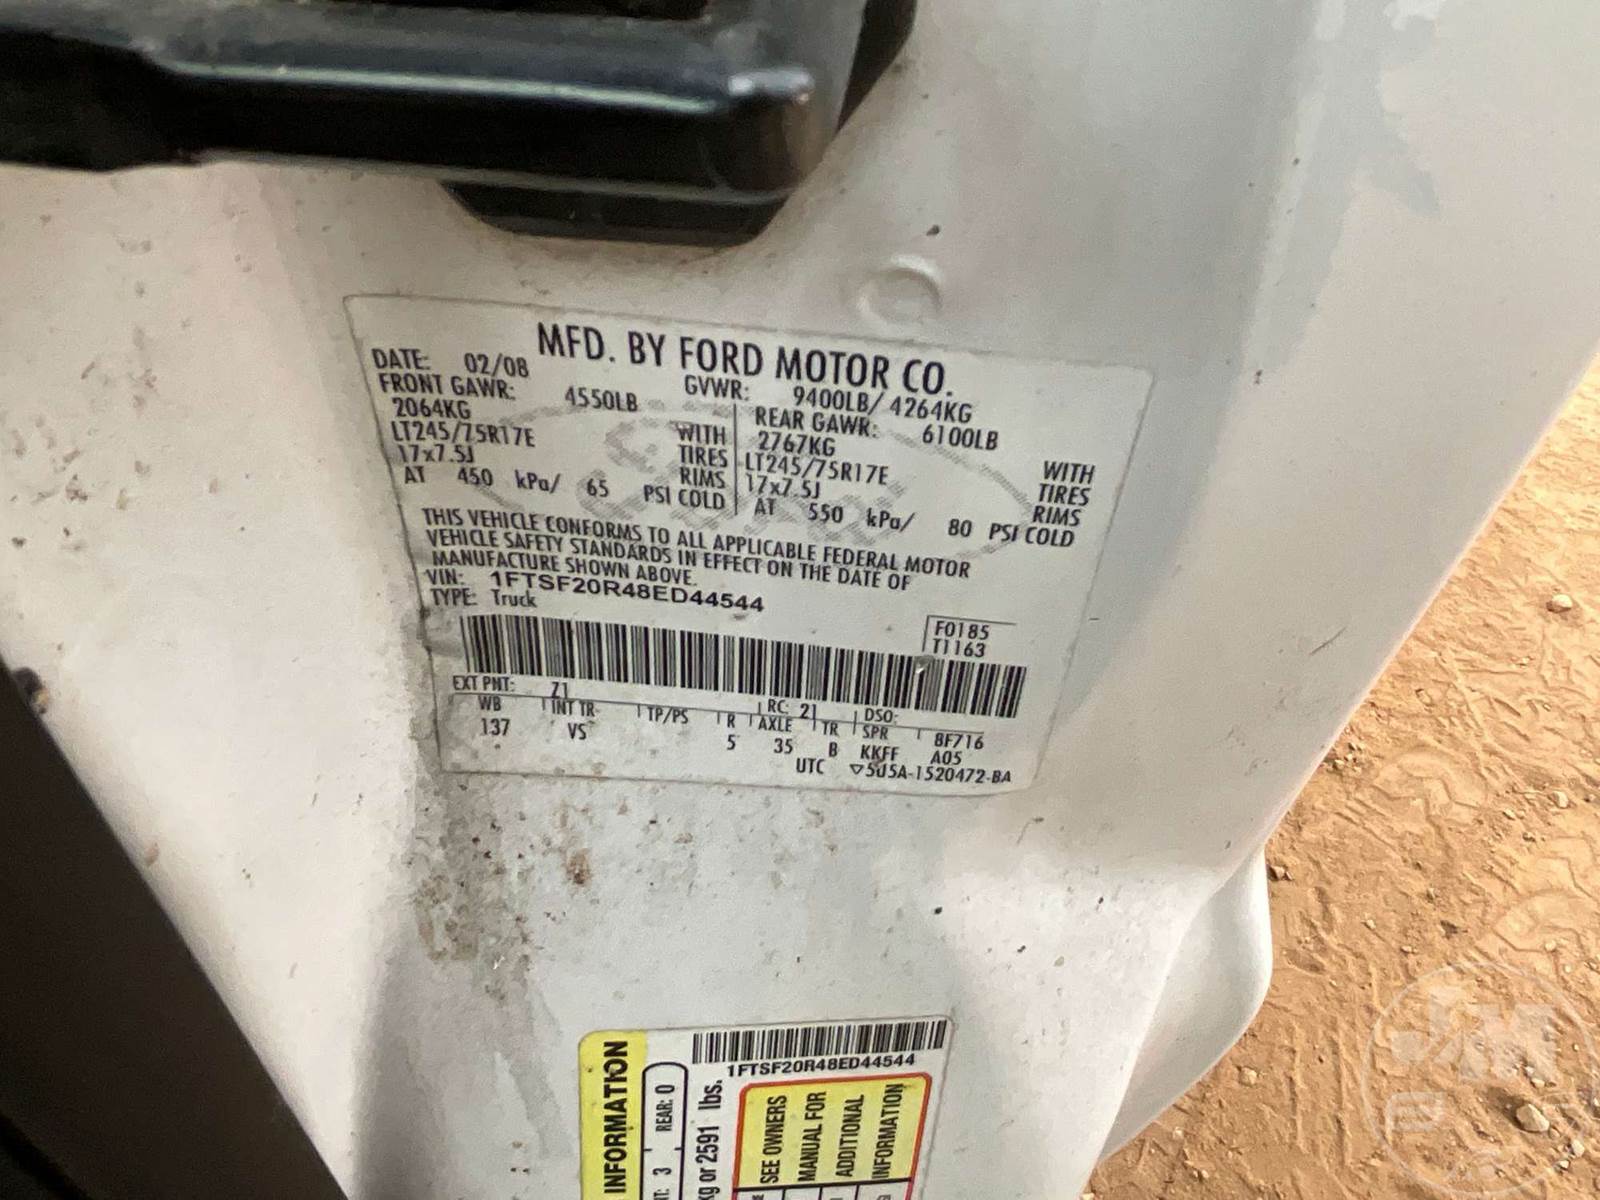 MFD. BY FORD MOTOR CO.
DATE: 02/08 GVWR: 9400LB/ 4264KG
FRONT GAWR: 4550LB REAR GAWR: 6100LB
2064KG WITH 2767KG WITH
LT245/75R17E TIRES LT245/75R17E TIRES
17x7.5J RIMS 17x7.5J RIMS
AT 450 kPa/ 65 PSI COLD AT 550 kPa/ 80 PSI COLD
THIS VEHICLE CONFORMS TO ALL APPLICABLE FEDERAL MOTOR
VEHICLE SAFETY STANDARDS IN EFFECT ON THE DATE OF
MANUFACTURE SHOWN ABOVE.
VIN: 1FTSF20R48ED44544
TYPE: Truck
F0185
T1163
EXT PNT: Z1 RC: 21 DSO:
WB INT TR TP/PS R AXLE TR SPR 8F716
137 VS 5 35 B KKFF A05
UTC 5U5A-1520472-BA
1FTSF20R48ED44544
INFORMATION
3 REAR: 0
kg or 2591 lbs.
SEE OWNERS
MANUAL FOR
ADDITIONAL
INFORMATION
JM